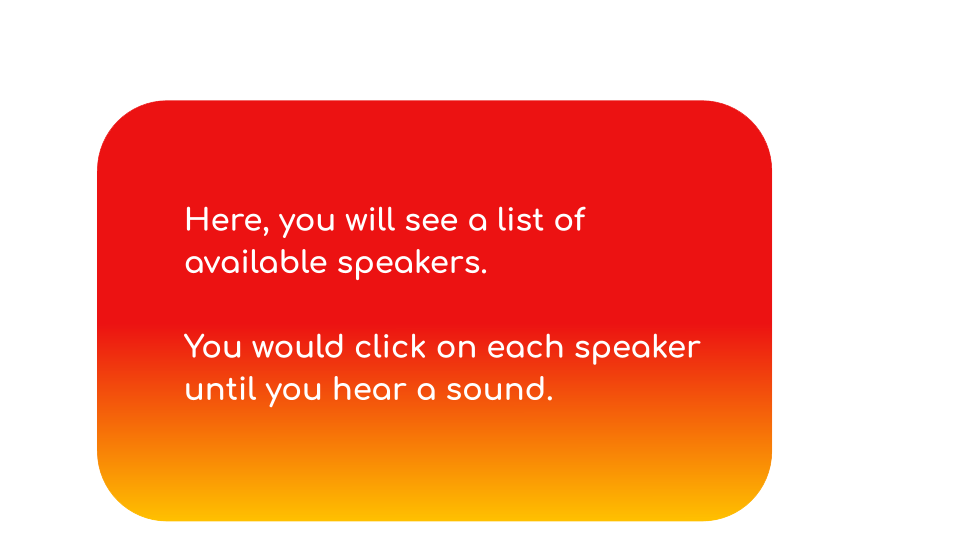 Here, you will see a list of
available speakers.
You would click on each speaker
until you hear a sound.